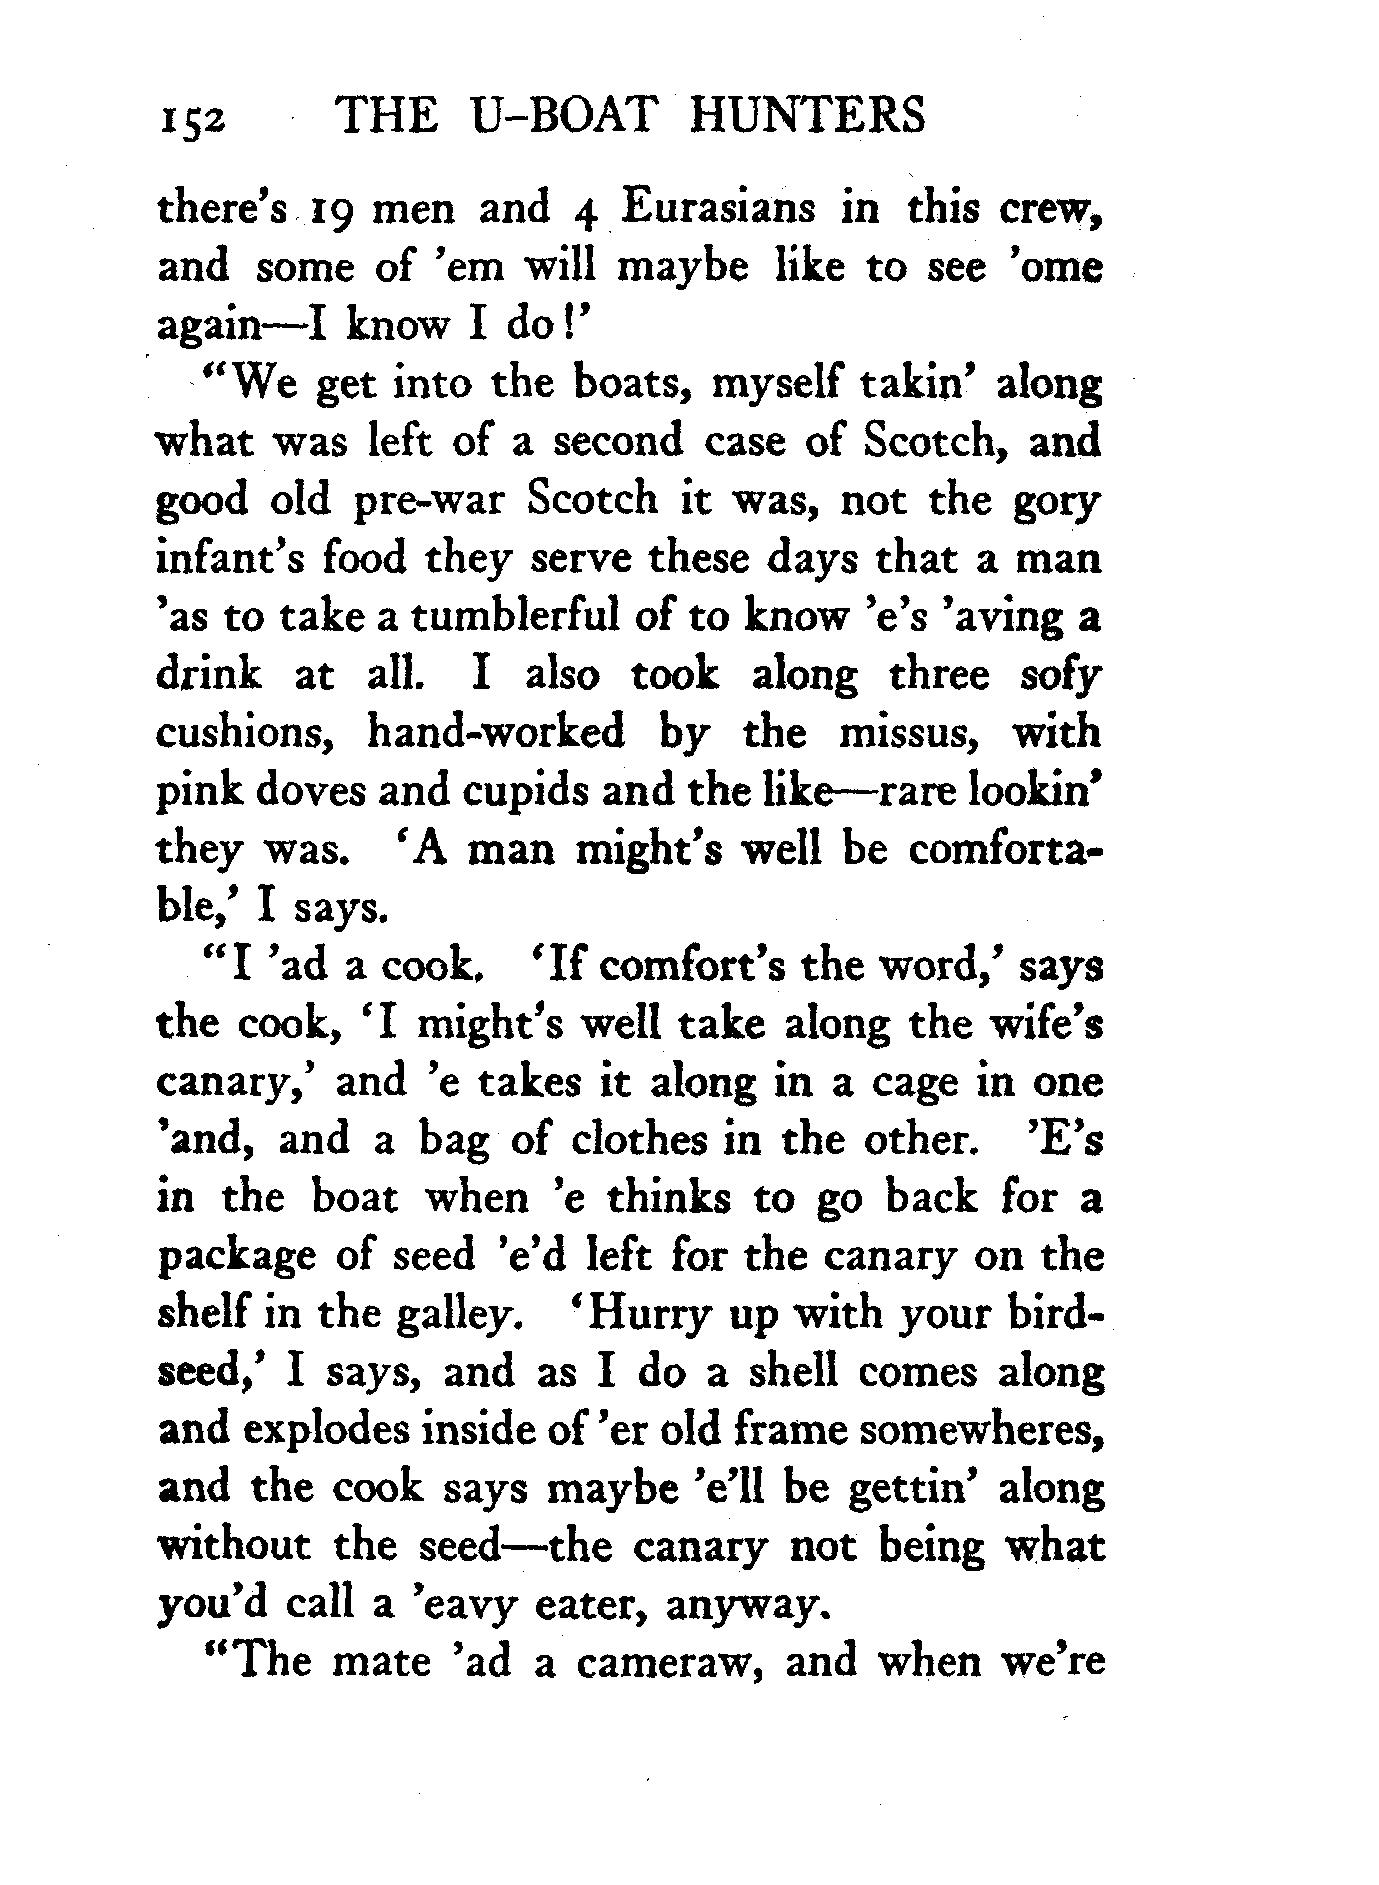 152 THE U-BOAT HUNTERS
there's 19 men and 4 Eurasians in this crew,
and some of 'em will maybe like to see 'ome
again—I know I do!'
"We get into the boats, myself takin' along
what was left of a second case of Scotch, and
good old pre-war Scotch it was, not the gory
infant's food they serve these days that a man
'as to take a tumblerful of to know 'e's 'aving a
drink at all. I also took along three sofy
cushions, hand-worked by the missus, with
pink doves and cupids and the like—rare lookin'
they was. 'A man might's well be comforta-
ble,' I says.
"I 'ad a cook. 'If comfort's the word,' says
the cook, 'I might's well take along the wife's
canary,' and 'e takes it along in a cage in one
'and, and a bag of clothes in the other. 'E's
in the boat when 'e thinks to go back for a
package of seed 'e'd left for the canary on the
shelf in the galley. 'Hurry up with your bird-
seed,' I says, and as I do a shell comes along
and explodes inside of 'er old frame somewheres,
and the cook says maybe 'e'll be gettin' along
without the seed—the canary not being what
you'd call a 'eavy eater, anyway.
"The mate 'ad a cameraw, and when we're